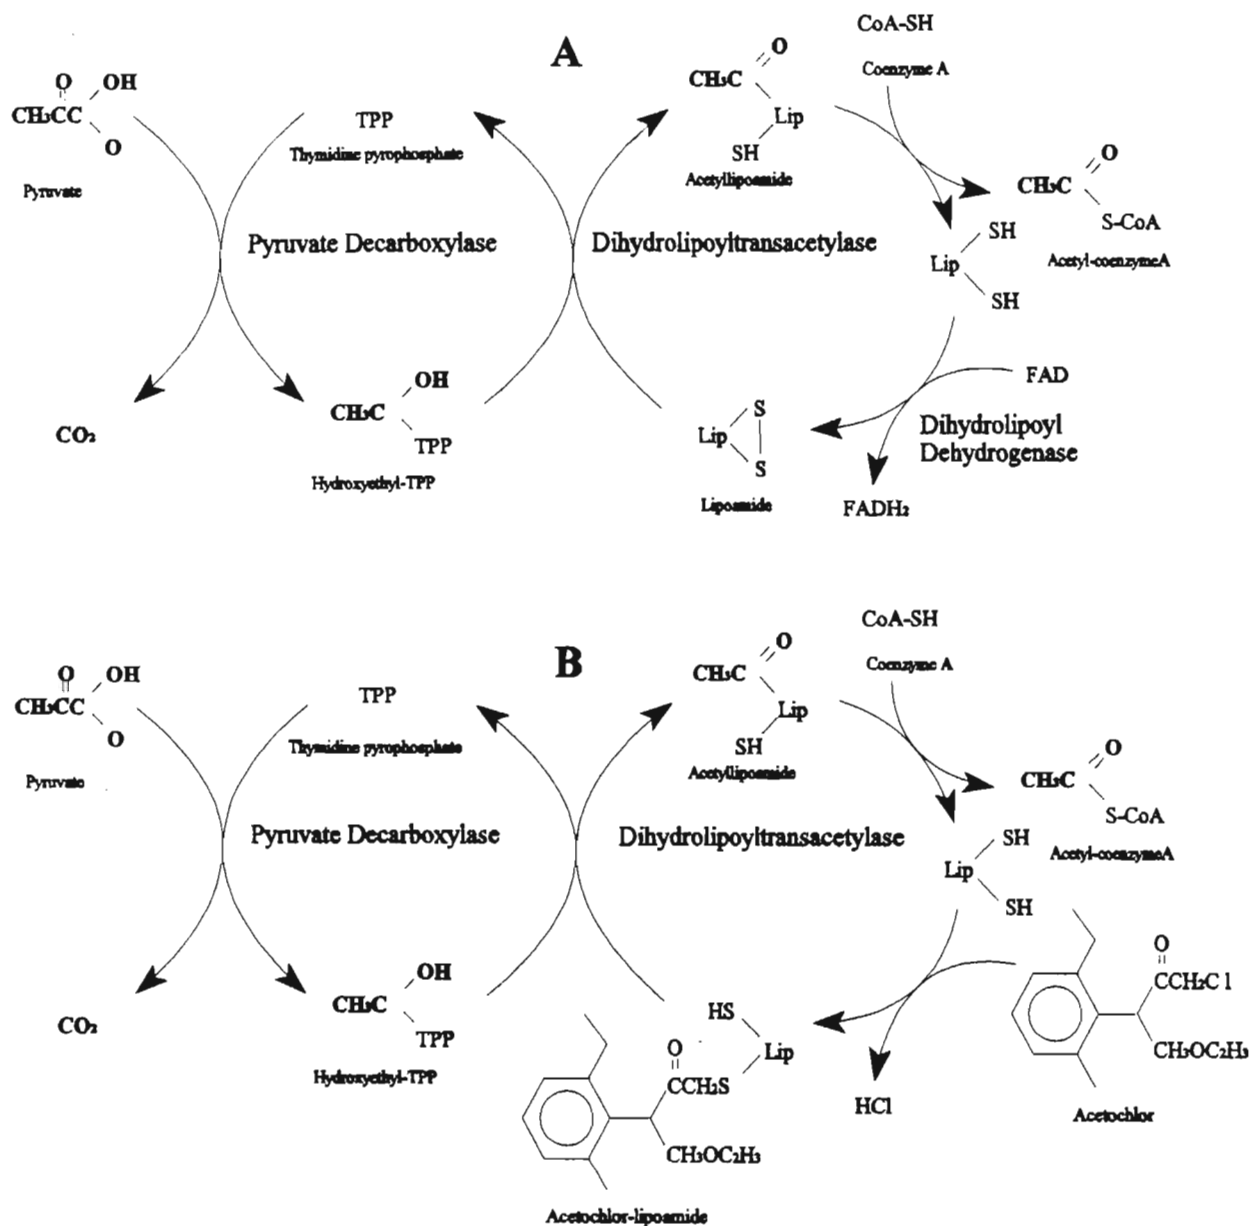 A
O OH
CH₃CC
O
Pyruvate
TPP
Thymidine pyrophosphate
Pyruvate Decarboxylase
CO₂
OH
CH₃C
TPP
Hydroxyethyl-TPP
O
CH₃C
Lip
SH
Acetyllipoamide
Dihydrolipoyltransacetylase
CoA-SH
Coenzyme A
O
CH₃C
S-CoA
Acetyl-coenzymeA
SH
Lip
SH
FAD
Dihydrolipoyl
Dehydrogenase
FADH₂
S
Lip
S
Lipoamide
B
O OH
CH₃CC
O
Pyruvate
TPP
Thymidine pyrophosphate
Pyruvate Decarboxylase
CO₂
OH
CH₃C
TPP
Hydroxyethyl-TPP
O
CH₃C
Lip
SH
Acetyllipoamide
Dihydrolipoyltransacetylase
CoA-SH
Coenzyme A
O
CH₃C
S-CoA
Acetyl-coenzymeA
SH
Lip
SH
O
CCH₂Cl
CH₃OC₂H₃
Acetochlor
HCl
HS
Lip
O
CCH₂S
CH₃OC₂H₃
Acetochlor-lipoamide